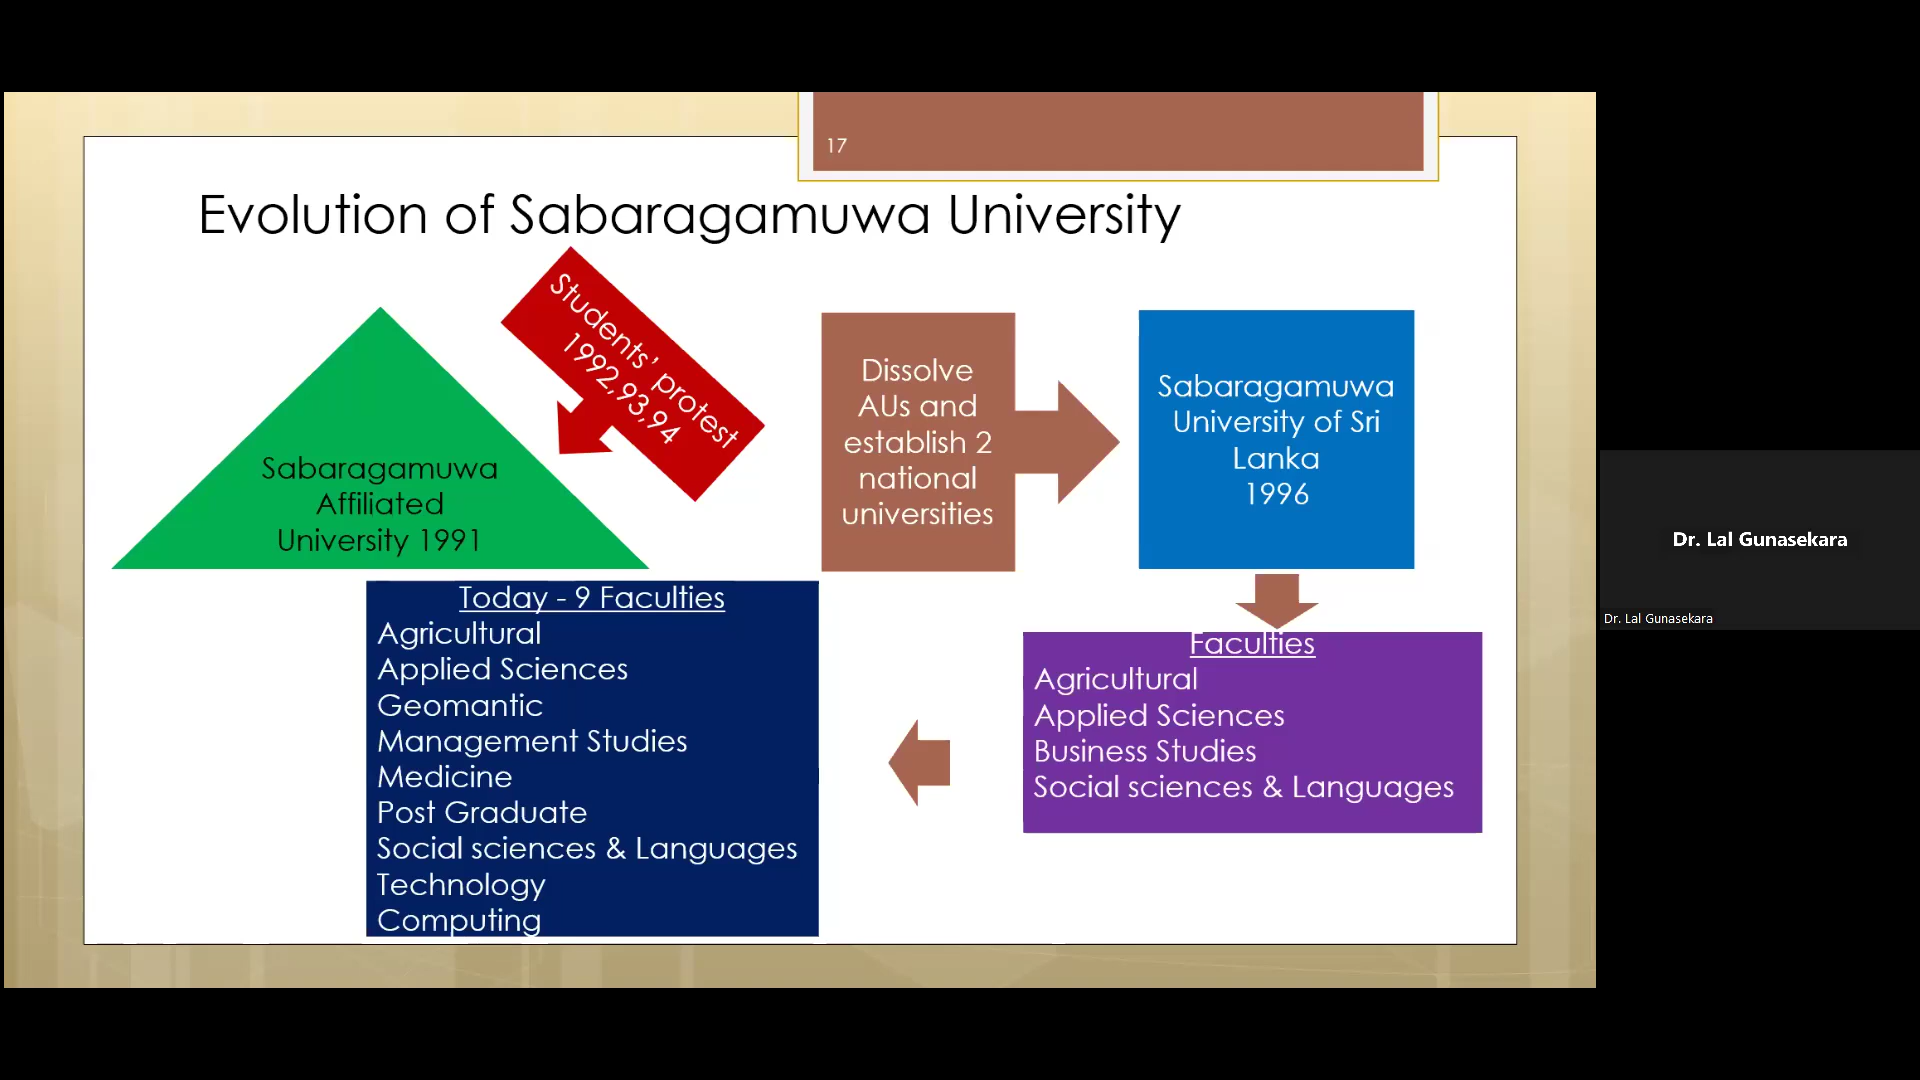 17
Evolution of Sabaragamuwa University
Sabaragamuwa
Affiliated
University 1991
Students' protest
1992,93,94
Dissolve
AUs and
establish 2
national
universities
Sabaragamuwa
University of Sri
Lanka
1996
Faculties
Agricultural
Applied Sciences
Business Studies
Social sciences & Languages
Today - 9 Faculties
Agricultural
Applied Sciences
Geomantic
Management Studies
Medicine
Post Graduate
Social sciences & Languages
Technology
Computing
Dr. Lal Gunasekara
Dr. Lal Gunasekara